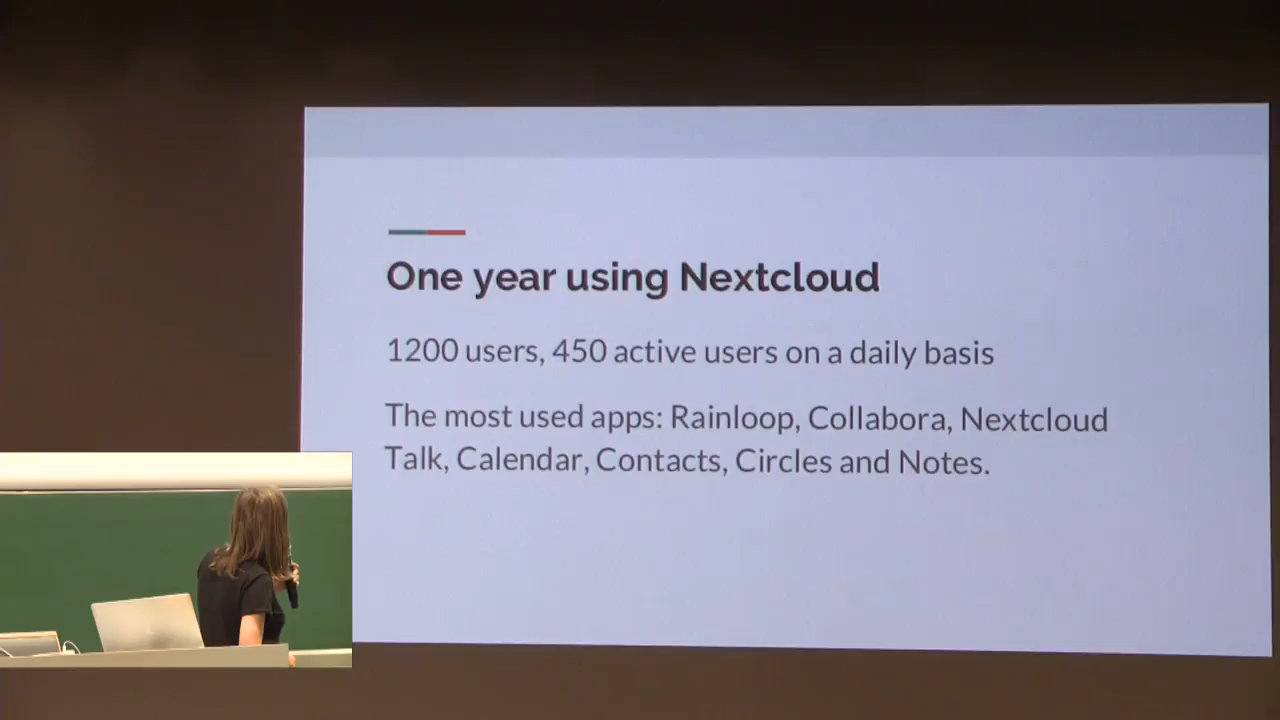 One year using Nextcloud
1200 users, 450 active users on a daily basis
The most used apps: Rainloop, Collabora, Nextcloud
Talk, Calendar, Contacts, Circles and Notes.